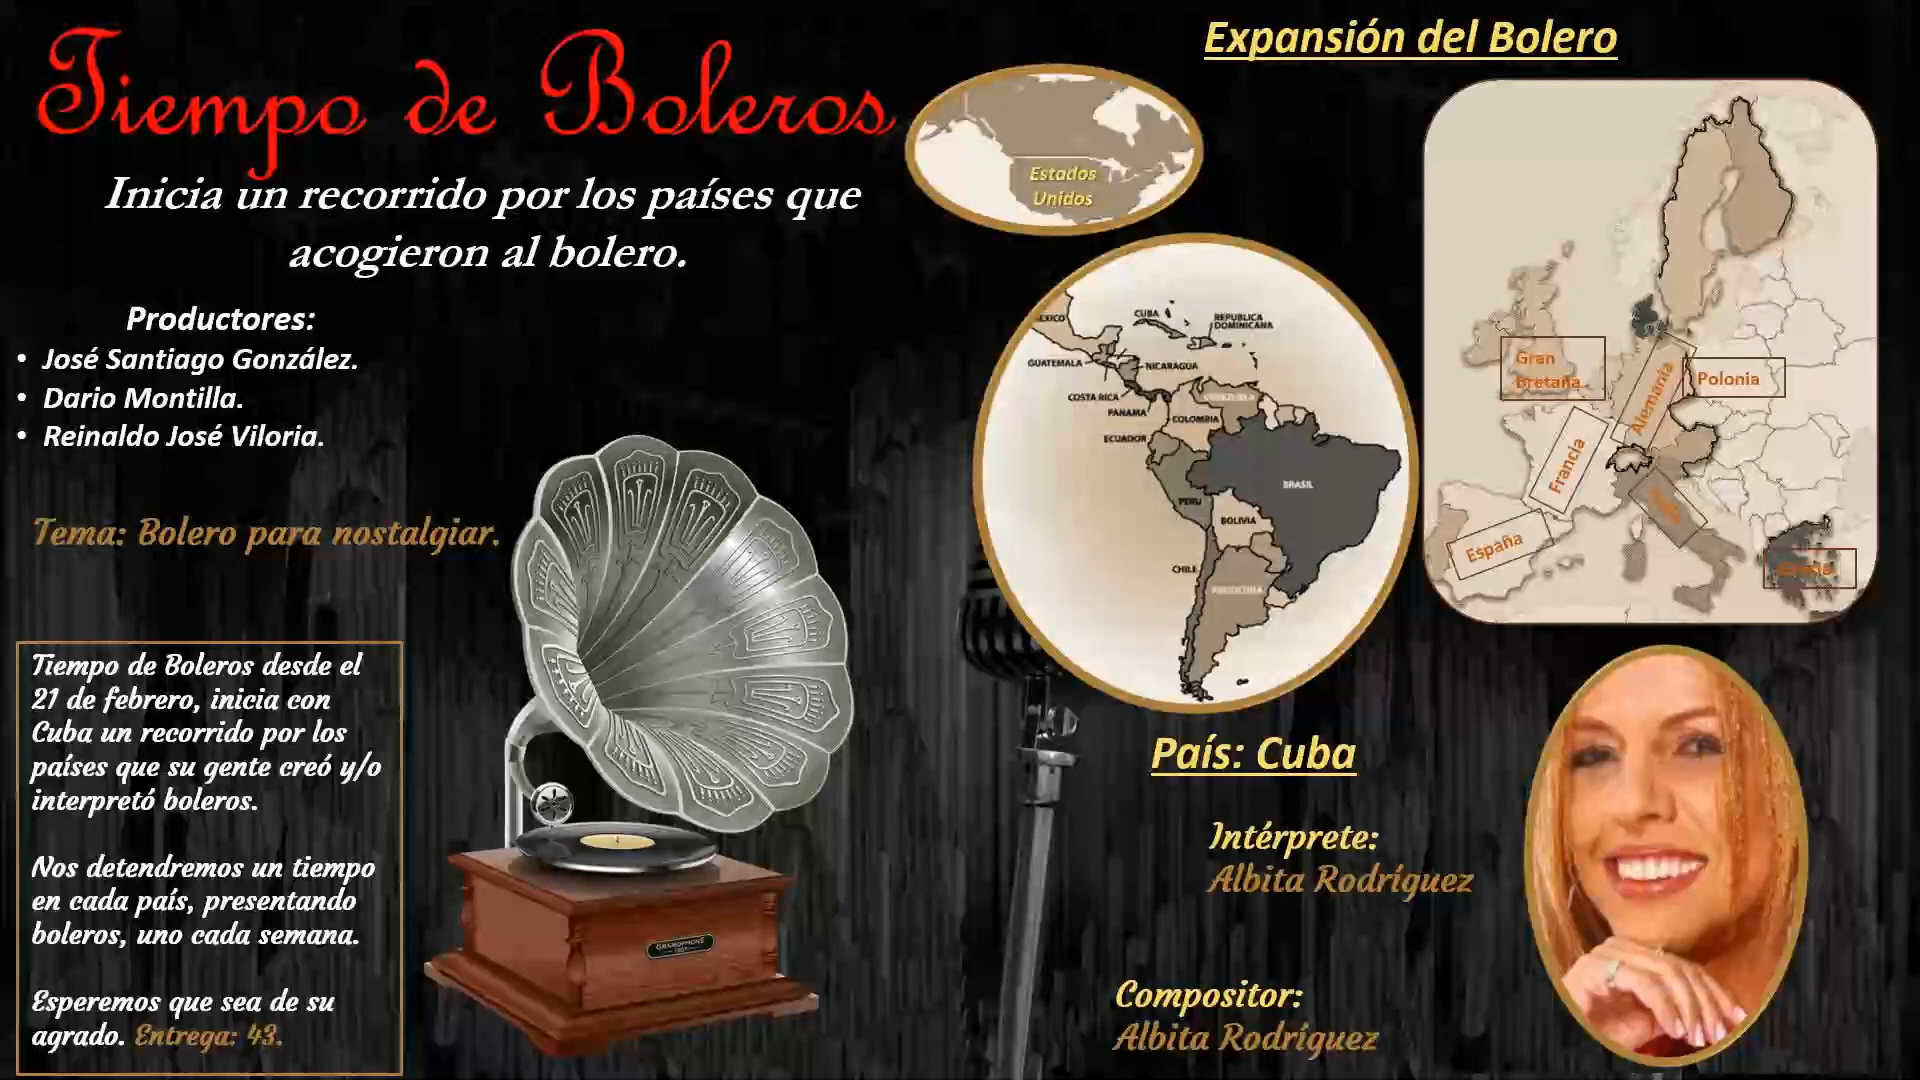 Tiempo de Boleros
Inicia un recorrido por los países que
acogieron al bolero.
Productores:
• José Santiago González.
• Dario Montilla.
• Reinaldo José Viloria.
Tema: Bolero para nostalgiar.
Tiempo de Boleros desde el
21 de febrero, inicia con
Cuba un recorrido por los
países que su gente creó y/o
interpretó boleros.
Nos detendremos un tiempo
en cada país, presentando
boleros, uno cada semana.
Esperemos que sea de su
agrado. Entrega: 43.
GRAMOPHONE
Expansión del Bolero
Estados
Unidos
EXICO
CUBA
REPUBLICA
DOMINICANA
GUATEMALA
NICARAGUA
COSTA RICA
PANAMA
VENEZUELA
COLOMBIA
ECUADOR
PERU
BRASIL
BOLIVIA
CHILE
ARGENTINA
Gran
Bretaña
Alemania
Polonia
Francia
España
País: Cuba
Intérprete:
Albita Rodríguez
Compositor:
Albita Rodríguez